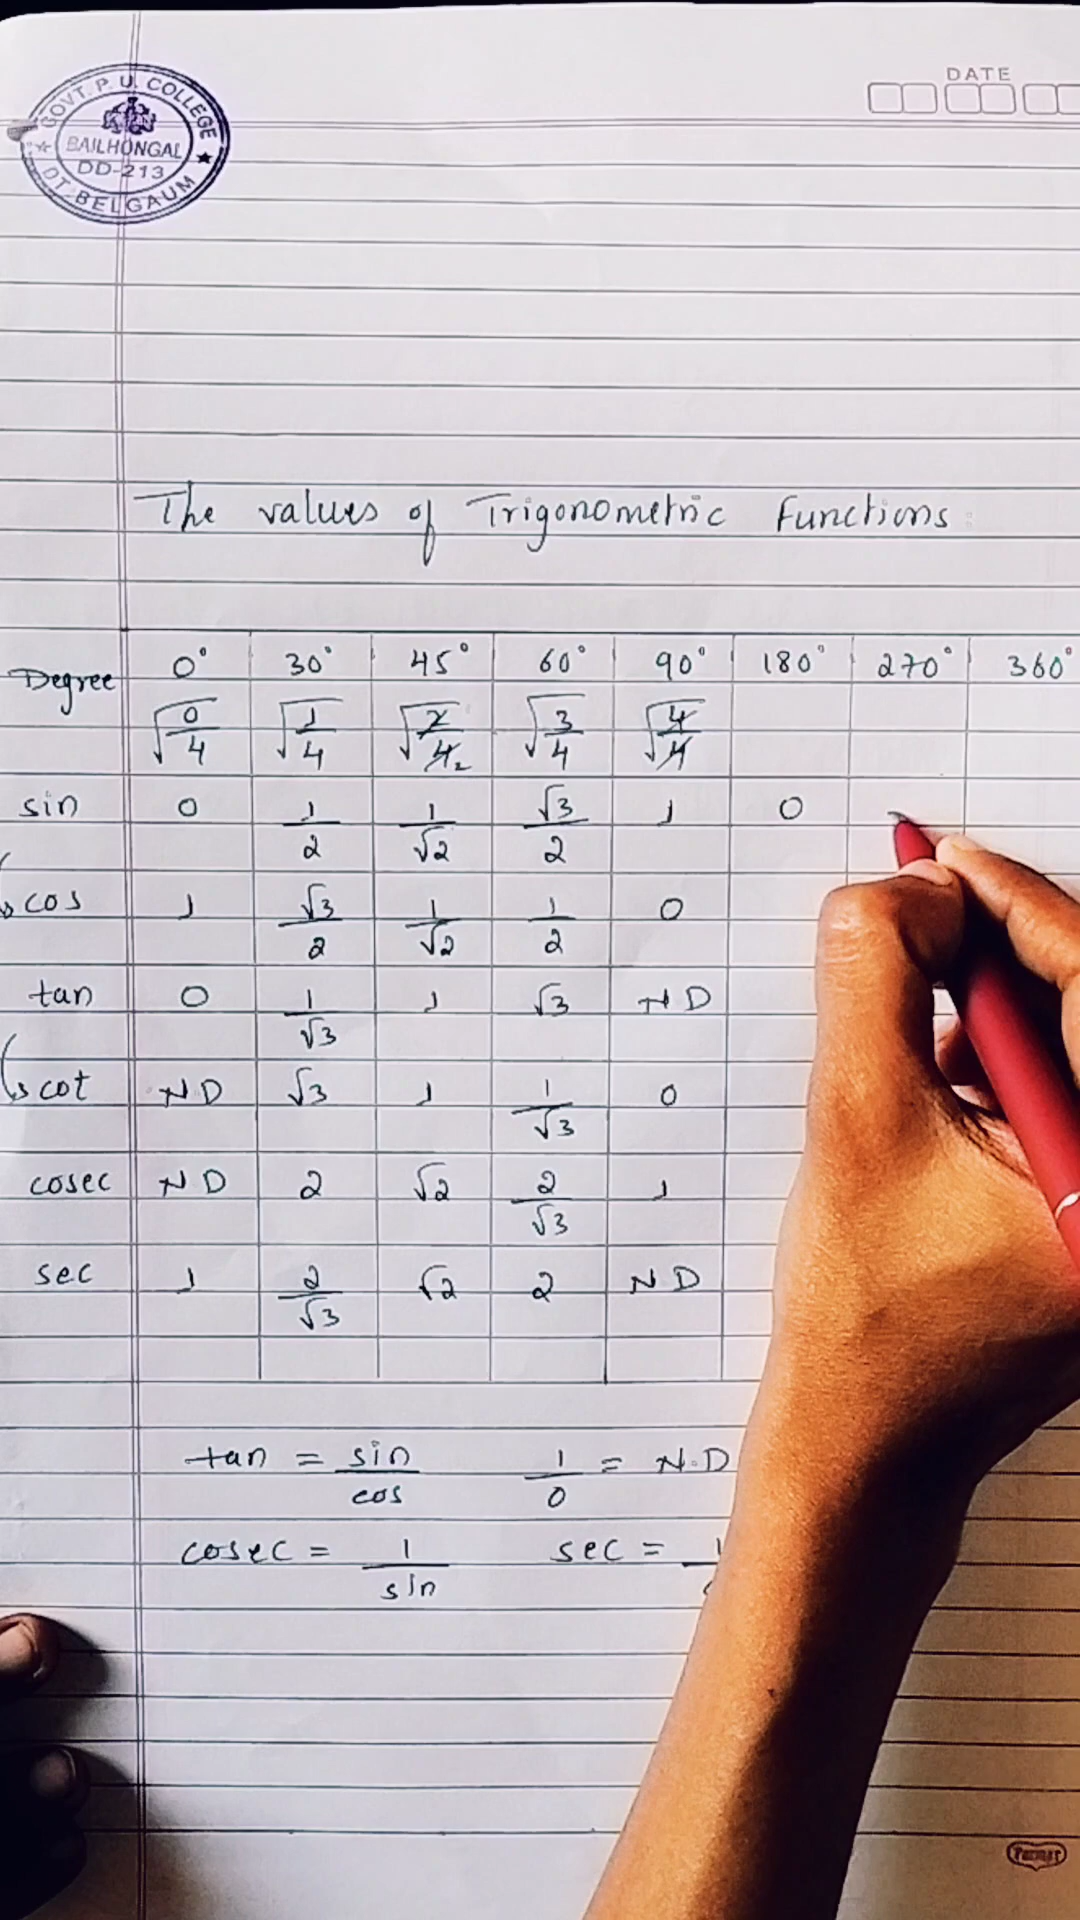 GOVT. P. U. COLLEGE
BAILHONGAL
DD-213
DT. BELGAUM
DATE
The values of Trigonometric Functions
Degree 0° 30° 45° 60° 90° 180° 270° 360°
√0/4 √1/4 √2/4 2 √3/4 √4/4
sin 0 1/2 1/√2 √3/2 1 0
cos 1 √3/2 1/√2 1/2 0
tan 0 1/√3 1 √3 ND
cot ND √3 1 1/√3 0
cosec ND 2 √2 2/√3 1
sec 1 2/√3 √2 2 ND
tan = sin/cos 1/0 = N.D
cosec = 1/sin sec = 1/